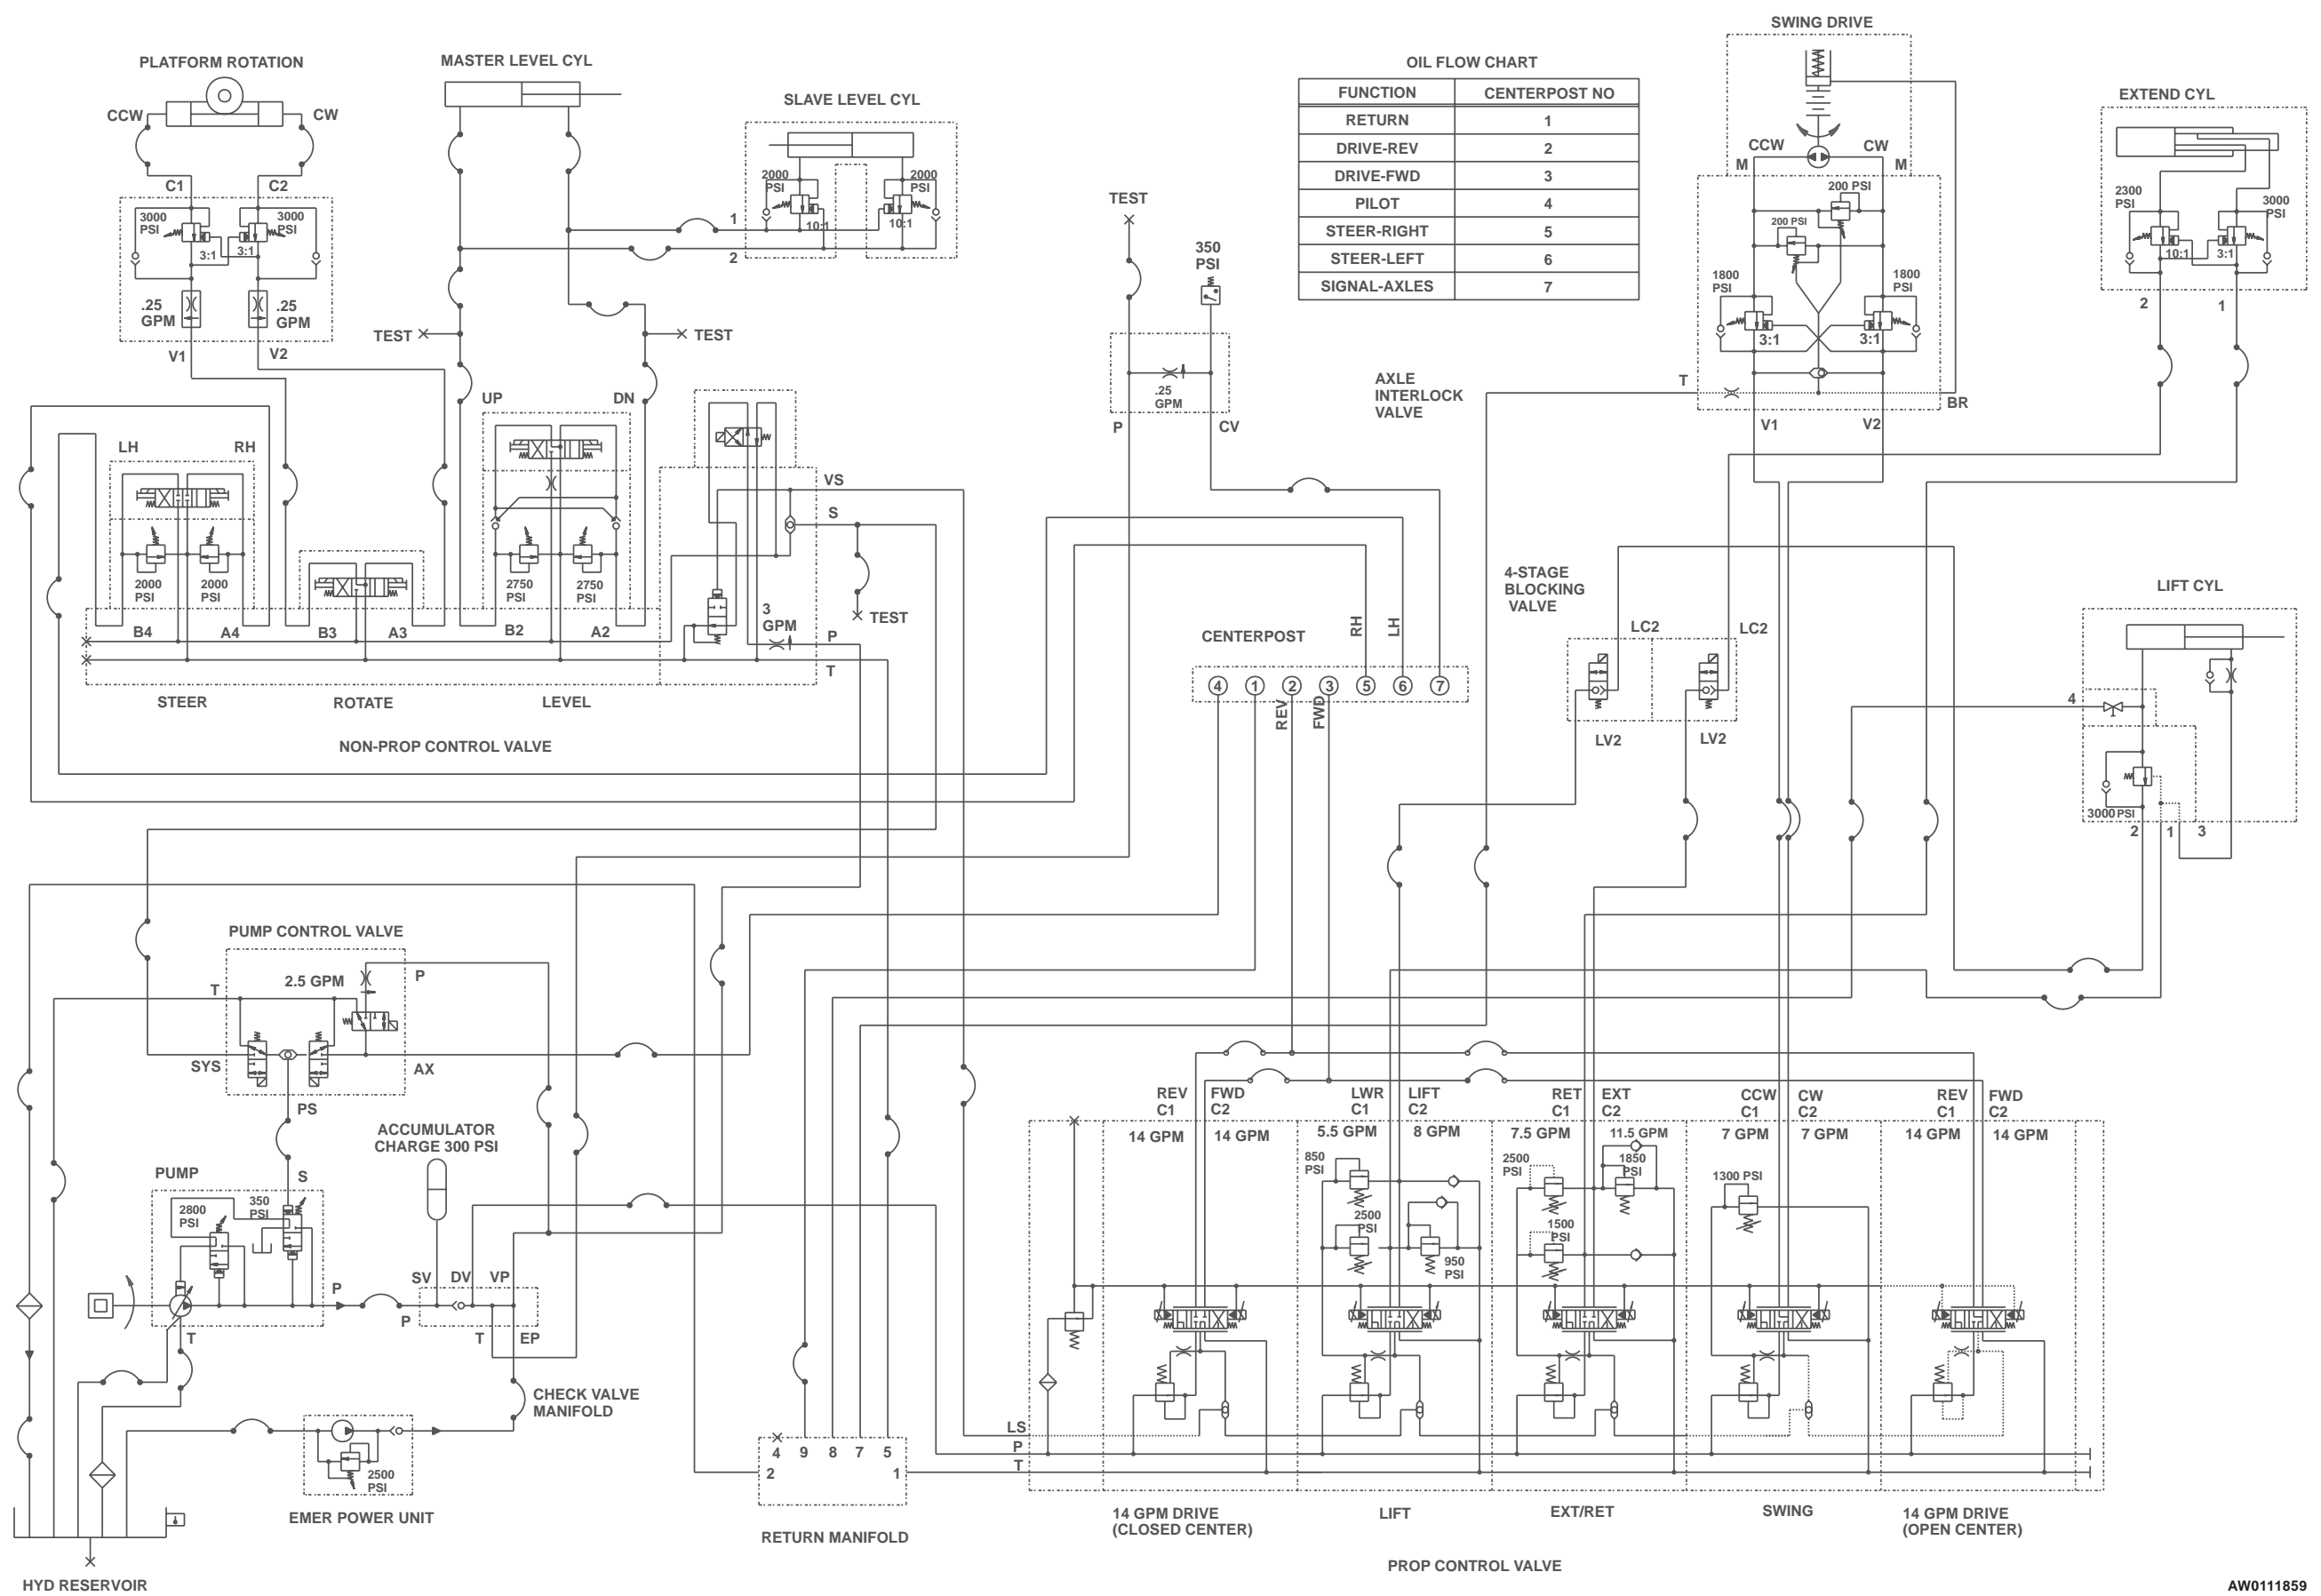 SWING DRIVE
PLATFORM ROTATION
MASTER LEVEL CYL
OIL FLOW CHART
SLAVE LEVEL CYL
EXTEND CYL
FUNCTION CENTERPOST NO
RETURN 1
DRIVE-REV 2
DRIVE-FWD 3
PILOT 4
STEER-RIGHT 5
STEER-LEFT 6
SIGNAL-AXLES 7
CCW CW
C1 C2
3000
PSI
3000
PSI
3:1 3:1
.25
GPM
.25
GPM
V1 V2
2000
PSI
2000
PSI
10:1 10:1
1
2
TEST TEST
TEST
350
PSI
.25
GPM
P CV
CCW CW
M M
200 PSI
200 PSI
1800
PSI
1800
PSI
3:1 3:1
T BR
V1 V2
AXLE
INTERLOCK
VALVE
2300
PSI
3000
PSI
10:1 3:1
2 1
LH RH
2000
PSI
2000
PSI
B4 A4
B3 A3
UP DN
2750
PSI
2750
PSI
B2 A2
VS
S
TEST
3
GPM
P
T
STEER ROTATE LEVEL
NON-PROP CONTROL VALVE
CENTERPOST
RH
LH
4 1 2 3 5 6 7
REV
FWD
4-STAGE
BLOCKING
VALVE
LC2 LC2
LV2 LV2
LIFT CYL
4
3000 PSI
2 1 3
PUMP CONTROL VALVE
2.5 GPM
T P
SYS AX
PS
ACCUMULATOR
CHARGE 300 PSI
PUMP
S
2800
PSI
350
PSI
P
T
P
SV DV VP
T EP
CHECK VALVE
MANIFOLD
2500
PSI
EMER POWER UNIT
HYD RESERVOIR
4 9 8 7 5
2 1
RETURN MANIFOLD
REV FWD
C1 C2
14 GPM 14 GPM
LWR LIFT
C1 C2
5.5 GPM 8 GPM
RET EXT
C1 C2
7.5 GPM 11.5 GPM
CCW CW
C1 C2
7 GPM 7 GPM
REV FWD
C1 C2
14 GPM 14 GPM
850
PSI
2500
PSI
950
PSI
2500
PSI
1850
PSI
1500
PSI
1300 PSI
LS
P
T
14 GPM DRIVE
(CLOSED CENTER)
LIFT
EXT/RET
SWING
14 GPM DRIVE
(OPEN CENTER)
PROP CONTROL VALVE
AW0111859